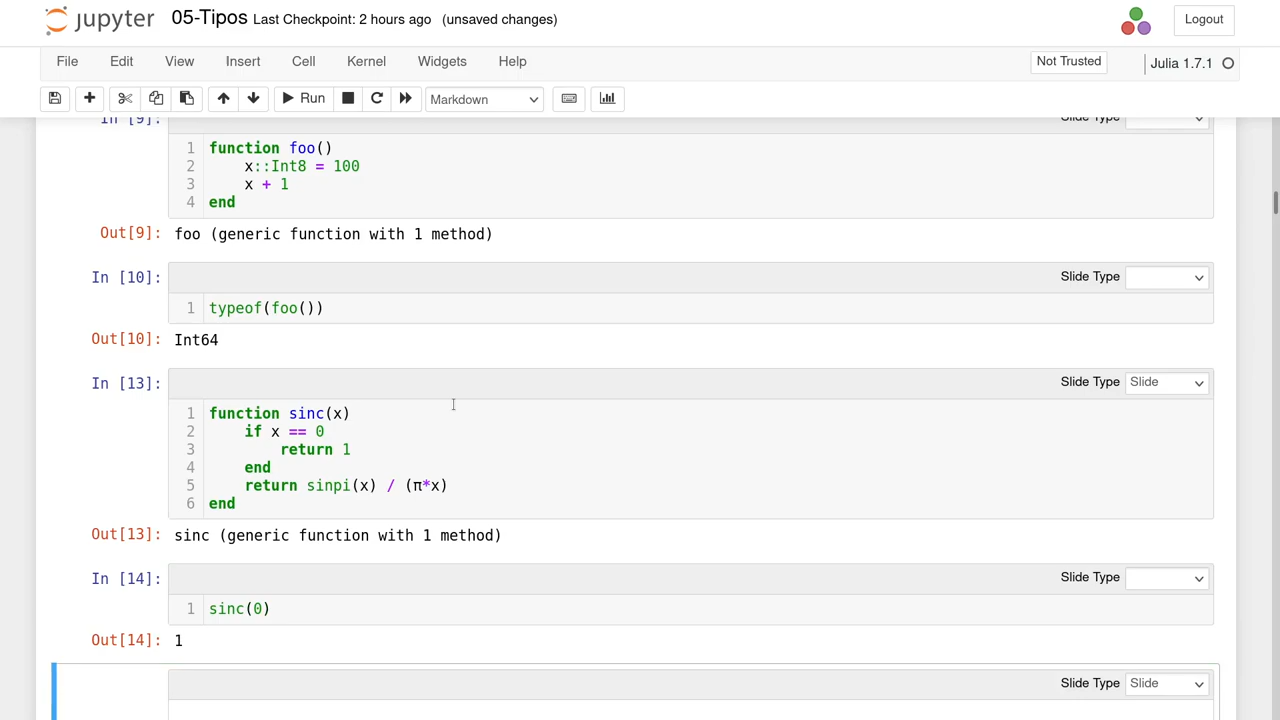 jupyter 05-Tipos Last Checkpoint: 2 hours ago (unsaved changes) Logout
File Edit View Insert Cell Kernel Widgets Help Not Trusted Julia 1.7.1
Run Markdown
In [9]: Slide Type
1 function foo()
2 x::Int8 = 100
3 x + 1
4 end
Out[9]: foo (generic function with 1 method)
In [10]: Slide Type
1 typeof(foo())
Out[10]: Int64
In [13]: Slide Type Slide
1 function sinc(x)
2 if x == 0
3 return 1
4 end
5 return sinpi(x) / (π*x)
6 end
Out[13]: sinc (generic function with 1 method)
In [14]: Slide Type
1 sinc(0)
Out[14]: 1
Slide Type Slide